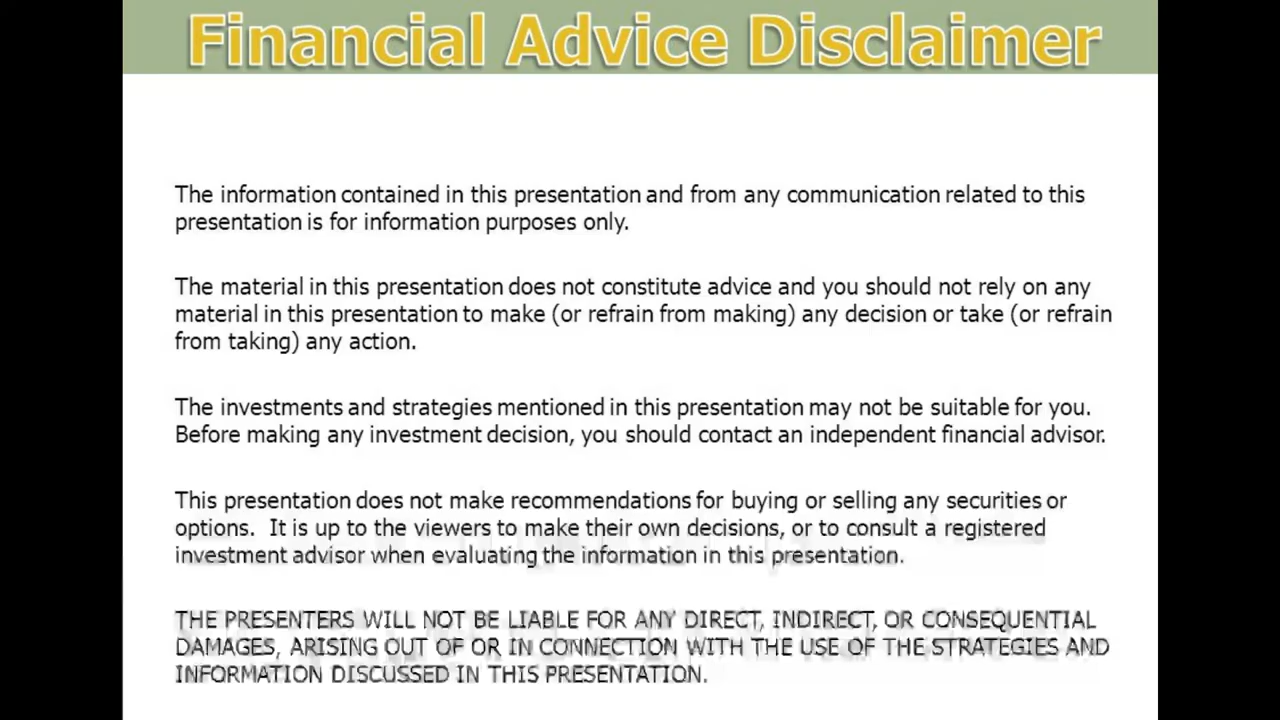 Financial Advice Disclaimer
The information contained in this presentation and from any communication related to this
presentation is for information purposes only.
The material in this presentation does not constitute advice and you should not rely on any
material in this presentation to make (or refrain from making) any decision or take (or refrain
from taking) any action.
The investments and strategies mentioned in this presentation may not be suitable for you.
Before making any investment decision, you should contact an independent financial advisor.
This presentation does not make recommendations for buying or selling any securities or
options.  It is up to the viewers to make their own decisions, or to consult a registered
investment advisor when evaluating the information in this presentation.
THE PRESENTERS WILL NOT BE LIABLE FOR ANY DIRECT, INDIRECT, OR CONSEQUENTIAL
DAMAGES, ARISING OUT OF OR IN CONNECTION WITH THE USE OF THE STRATEGIES AND
INFORMATION DISCUSSED IN THIS PRESENTATION.